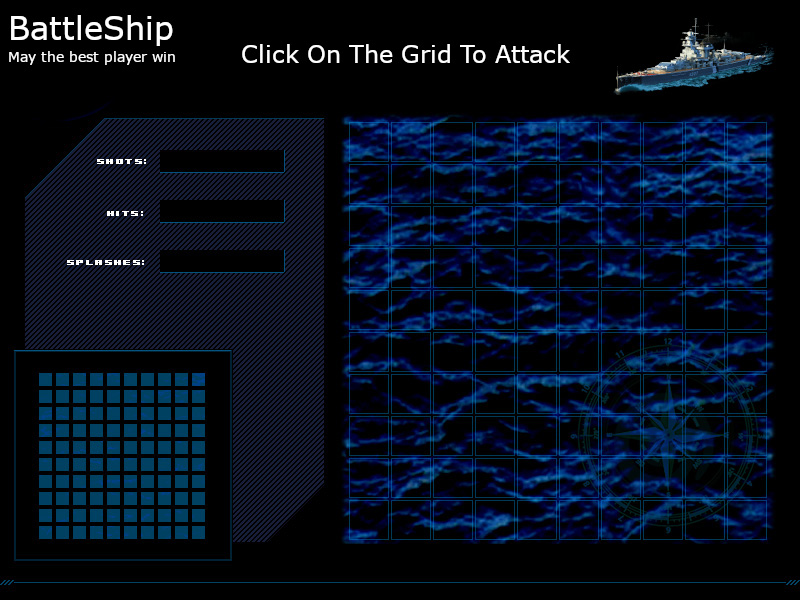 BattleShip
May the best player win
Click On The Grid To Attack
SHOTS:
HITS:
SPLASHES: